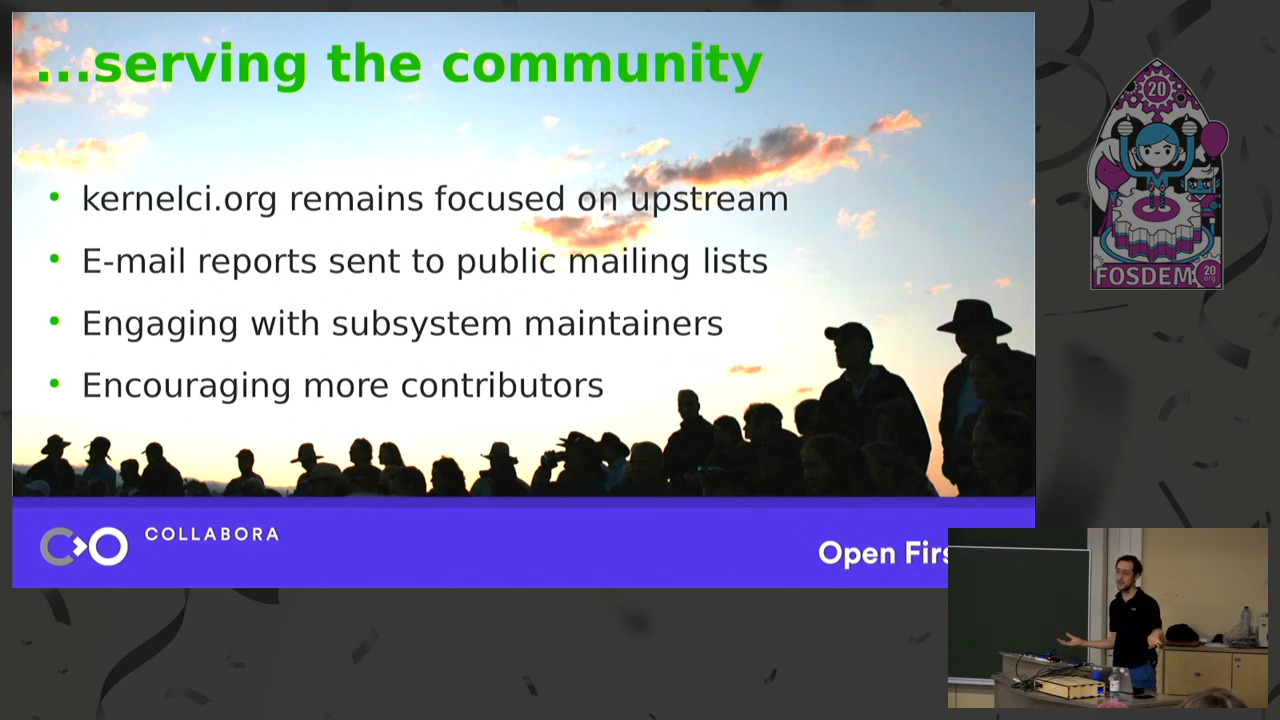 ...serving the community
kernelci.org remains focused on upstream
E-mail reports sent to public mailing lists
Engaging with subsystem maintainers
Encouraging more contributors
COLLABORA
Open Firs
20
FOSDEM
20
org